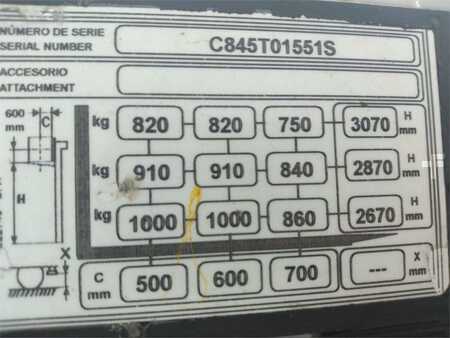 NÚMERO DE SERIE
SERIAL NUMBER C845T01551S
ACCESORIO
ATTACHMENT
600 mm C
kg 820 820 750 3070 H mm
kg 910 910 840 2870 H mm
H
kg 1000 1000 860 2670 H mm
X
C mm 500 600 700 --- X mm